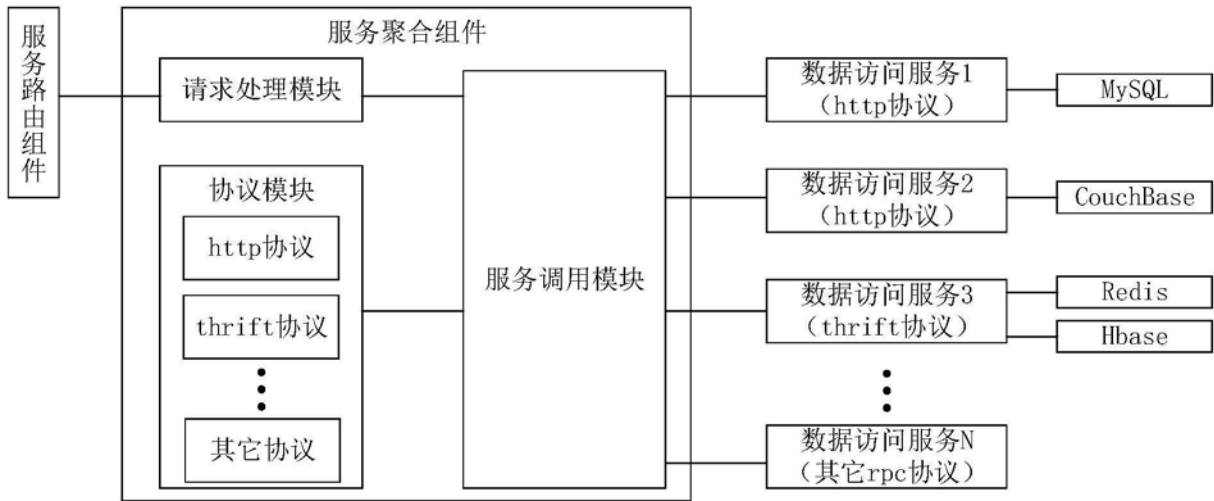 服务路由组件
服务聚合组件
请求处理模块
协议模块
http协议
thrift协议
其它协议
服务调用模块
数据访问服务1
（http协议）
MySQL
数据访问服务2
（http协议）
CouchBase
数据访问服务3
（thrift协议）
Redis
Hbase
数据访问服务N
（其它rpc协议）